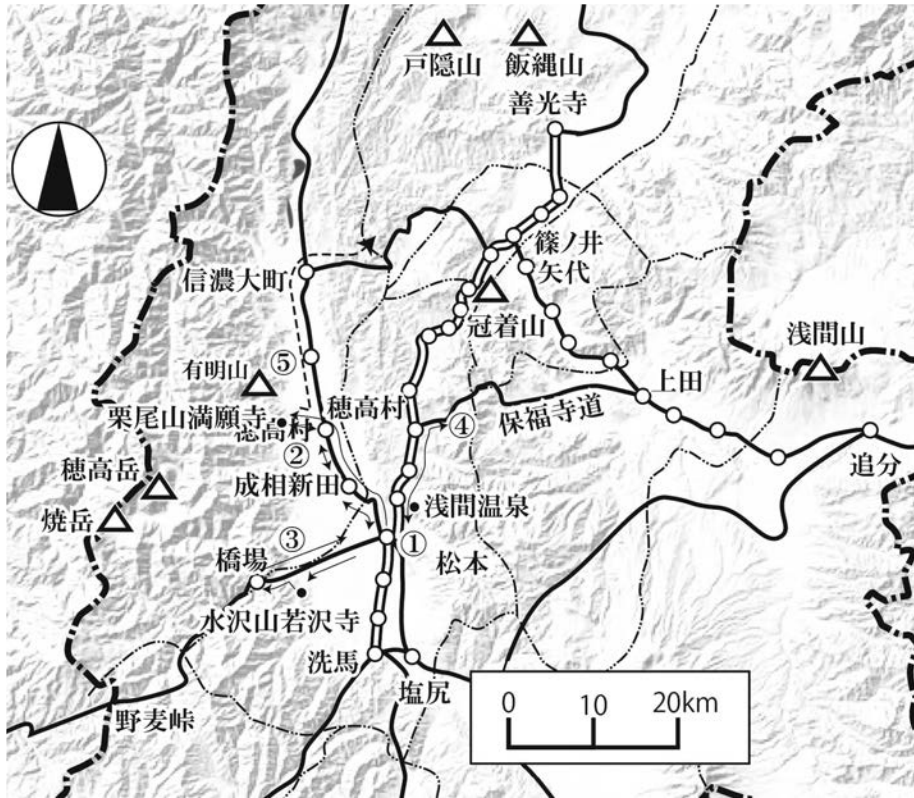 戸隠山
飯縄山
善光寺
信濃大町
篠ノ井
矢代
冠着山
浅間山
有明山
⑤
上田
栗尾山満願寺
穂高村
穂高村
④
保福寺道
追分
②
穂高岳
成相新田
浅間温泉
焼岳
③
①
橋場
松本
水沢山若沢寺
洗馬
塩尻
野麦峠
0 10 20km